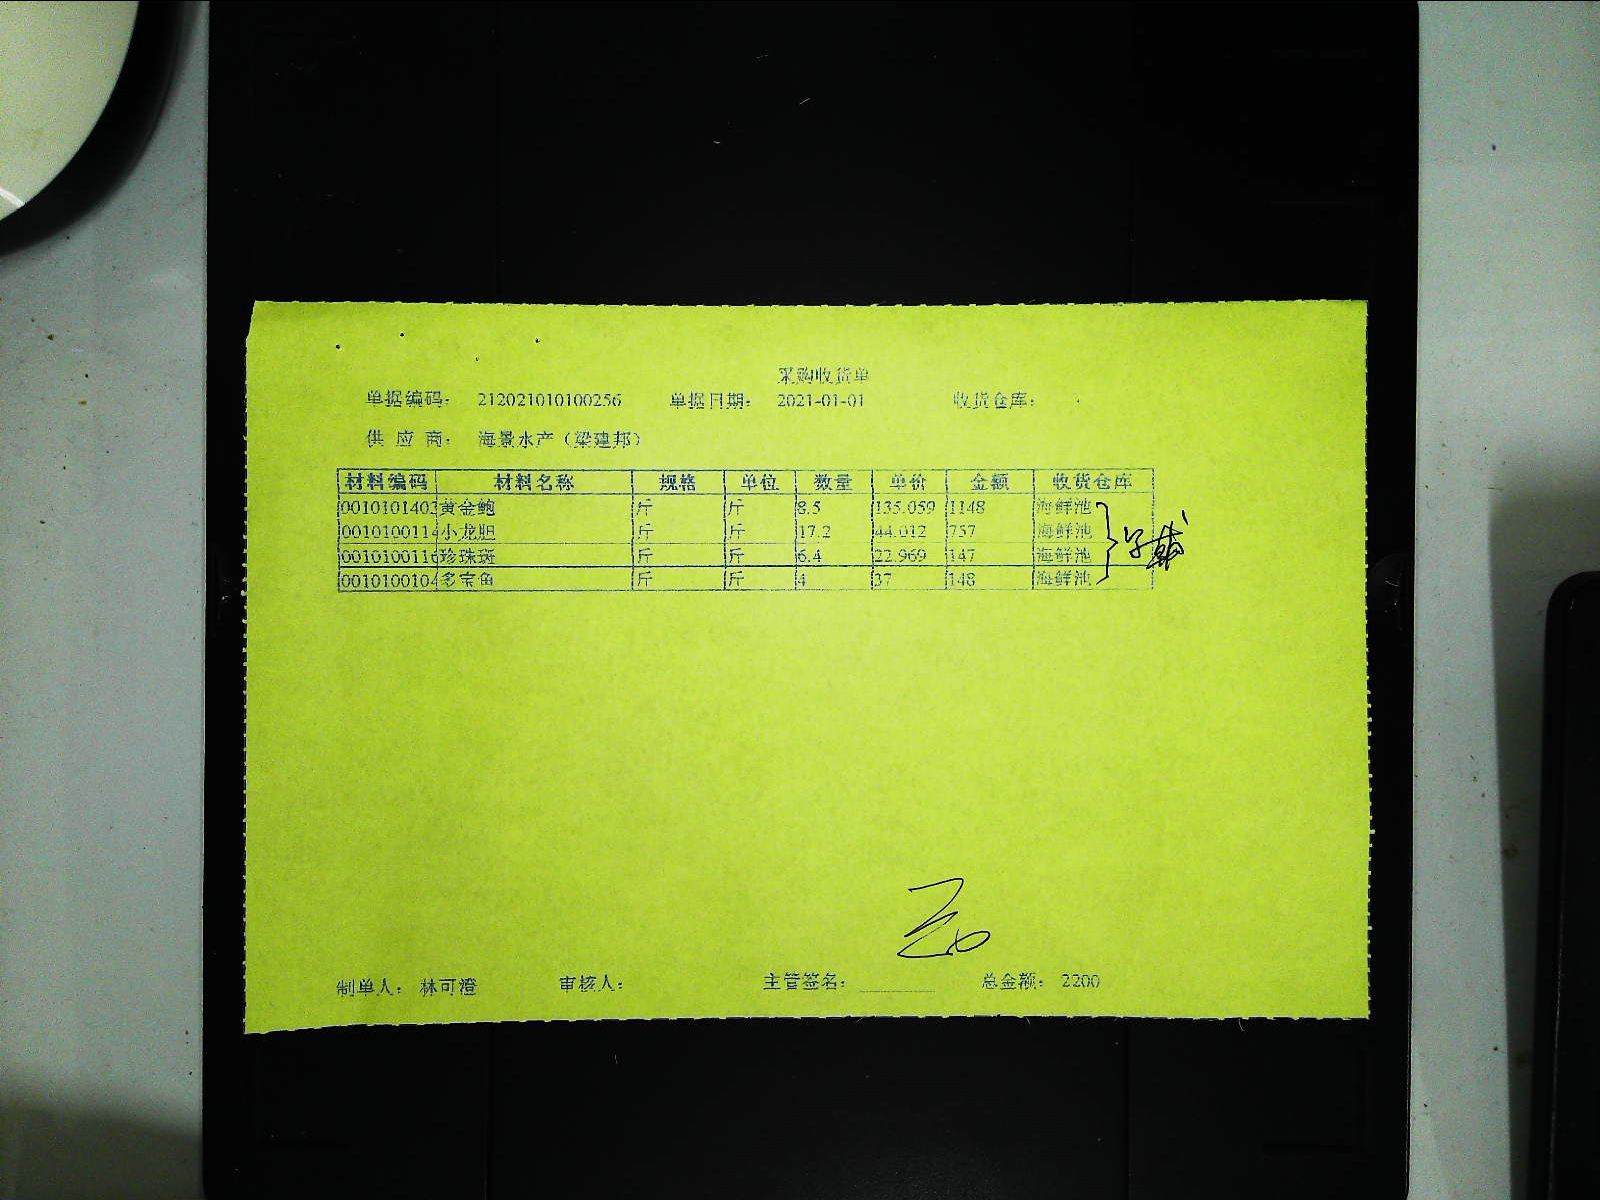 采购收货单
单据编码： 212021010100256 单据日期： 2021-01-01 收货仓库：
供 应 商： 海景水产（梁建邦）
材料编码 材料名称 规格 单位 数量 单价 金额 收货仓库
0010101402 黄金鲍 斤 斤 8.5 135.059 1148 海鲜池
0010100114 小龙胆 斤 斤 17.2 44.012 757 海鲜池
0010100116 珍珠斑 斤 斤 6.4 22.969 147 海鲜池
0010100104 多宝鱼 斤 斤 4 37 148 海鲜池
制单人： 林可澄 审核人： 主管签名： 总金额： 2200